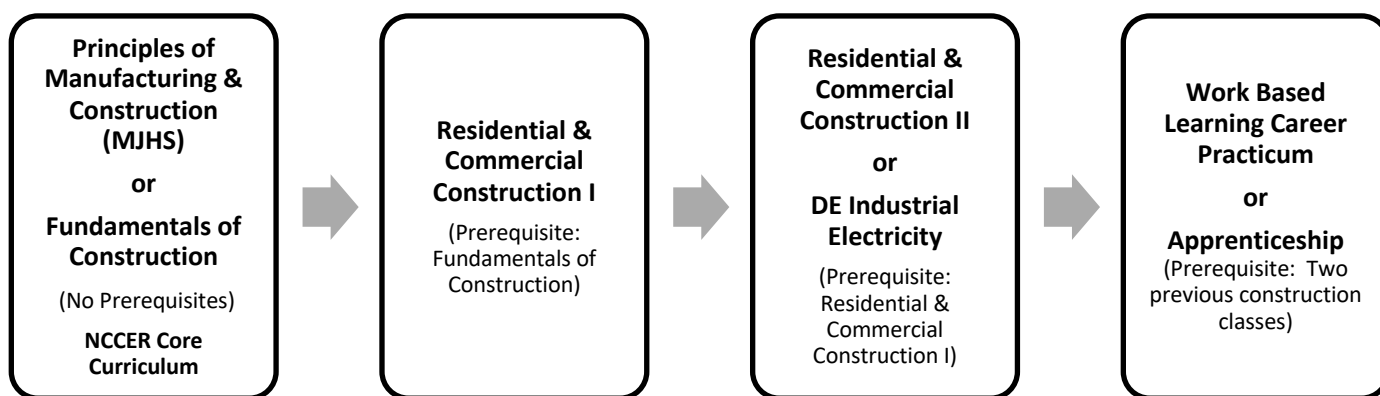 Principles of
Manufacturing &
Construction
(MJHS)
or
Fundamentals of
Construction
(No Prerequisites)
NCCER Core
Curriculum
Residential &
Commercial
Construction I
(Prerequisite:
Fundamentals of
Construction)
Residential &
Commercial
Construction II
or
DE Industrial
Electricity
(Prerequisite:
Residential &
Commercial
Construction I)
Work Based
Learning Career
Practicum
or
Apprenticeship
(Prerequisite:  Two
previous construction
classes)